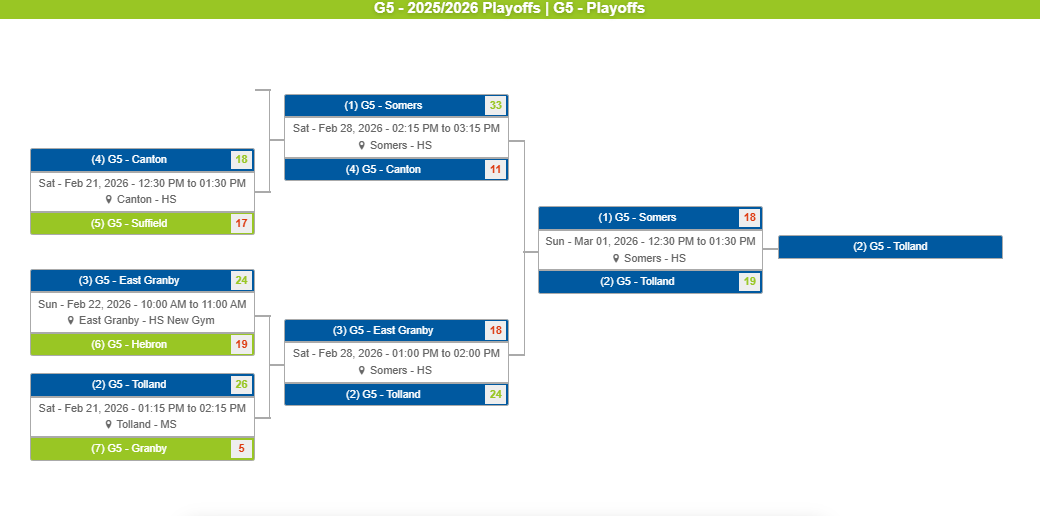 G5 - 2025/2026 Playoffs | G5 - Playoffs
(4) G5 - Canton 18
Sat - Feb 21, 2026 - 12:30 PM to 01:30 PM
Canton - HS
(5) G5 - Suffield 17
(3) G5 - East Granby 24
Sun - Feb 22, 2026 - 10:00 AM to 11:00 AM
East Granby - HS New Gym
(6) G5 - Hebron 19
(2) G5 - Tolland 26
Sat - Feb 21, 2026 - 01:15 PM to 02:15 PM
Tolland - MS
(7) G5 - Granby 5
(1) G5 - Somers 33
Sat - Feb 28, 2026 - 02:15 PM to 03:15 PM
Somers - HS
(4) G5 - Canton 11
(3) G5 - East Granby 18
Sat - Feb 28, 2026 - 01:00 PM to 02:00 PM
Somers - HS
(2) G5 - Tolland 24
(1) G5 - Somers 18
Sun - Mar 01, 2026 - 12:30 PM to 01:30 PM
Somers - HS
(2) G5 - Tolland 19
(2) G5 - Tolland